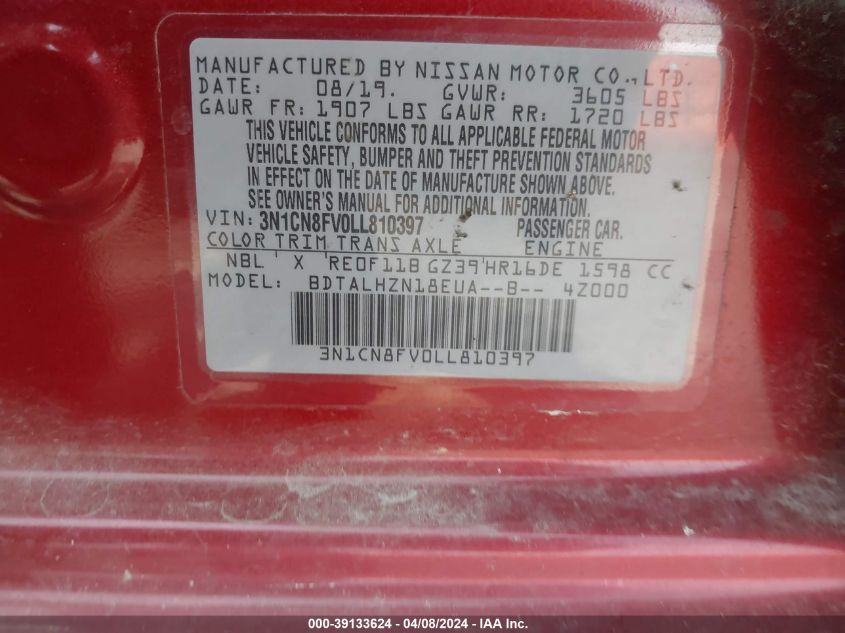 MANUFACTURED BY NISSAN MOTOR CO., LTD.
DATE: 08/19. GVWR: 3605 LBS
GAWR FR: 1907 LBS GAWR RR: 1720 LBS
THIS VEHICLE CONFORMS TO ALL APPLICABLE FEDERAL MOTOR
VEHICLE SAFETY, BUMPER AND THEFT PREVENTION STANDARDS
IN EFFECT ON THE DATE OF MANUFACTURE SHOWN ABOVE.
SEE OWNER'S MANUAL FOR ADDITIONAL INFORMATION.
VIN: 3N1CN8FV0LL810397 PASSENGER CAR.
COLOR TRIM TRANS AXLE ENGINE
NBL X RE0F11B GZ39 HR16DE 1598 CC
MODEL: BDTALHZN18EUA--B-- 4Z000
3N1CN8FV0LL810397
000-39133624 - 04/08/2024 - IAA Inc.